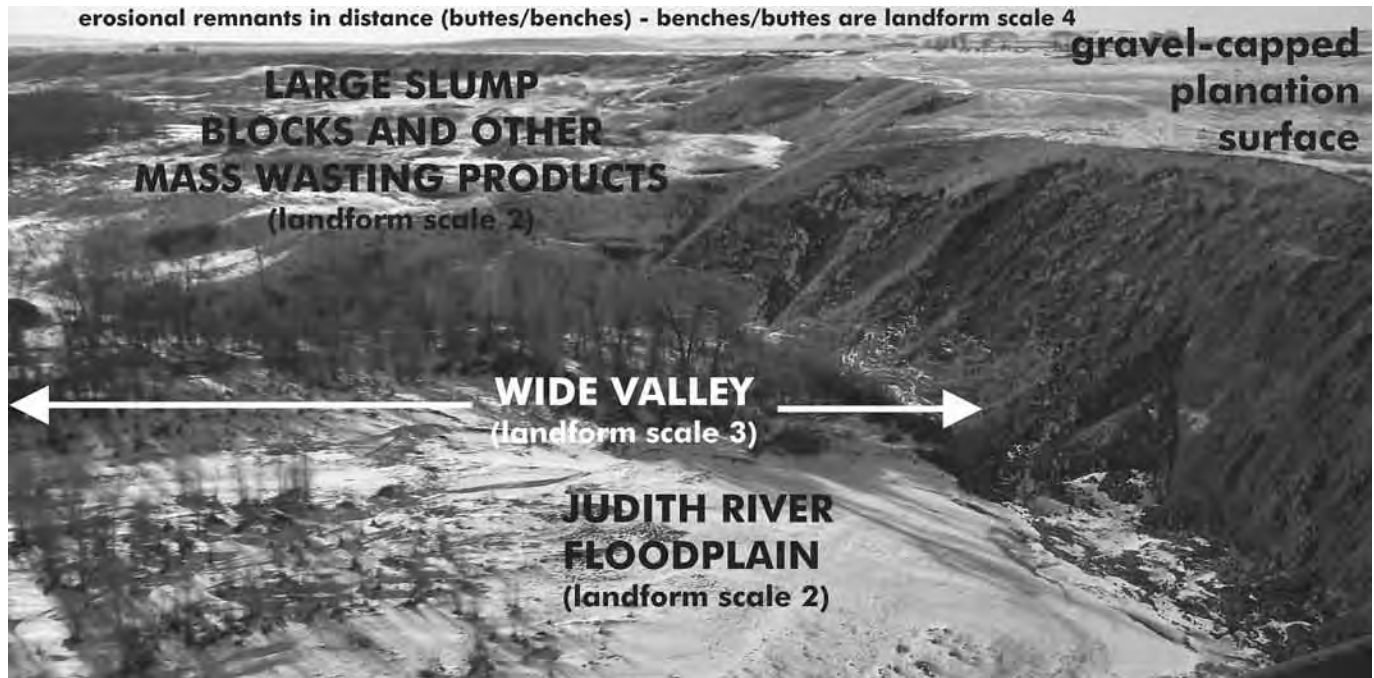 erosional remnants in distance (buttes/benches) - benches/buttes are landform scale 4
gravel-capped
planation
surface
LARGE SLUMP
BLOCKS AND OTHER
MASS WASTING PRODUCTS
(landform scale 2)
WIDE VALLEY
(landform scale 3)
JUDITH RIVER
FLOODPLAIN
(landform scale 2)